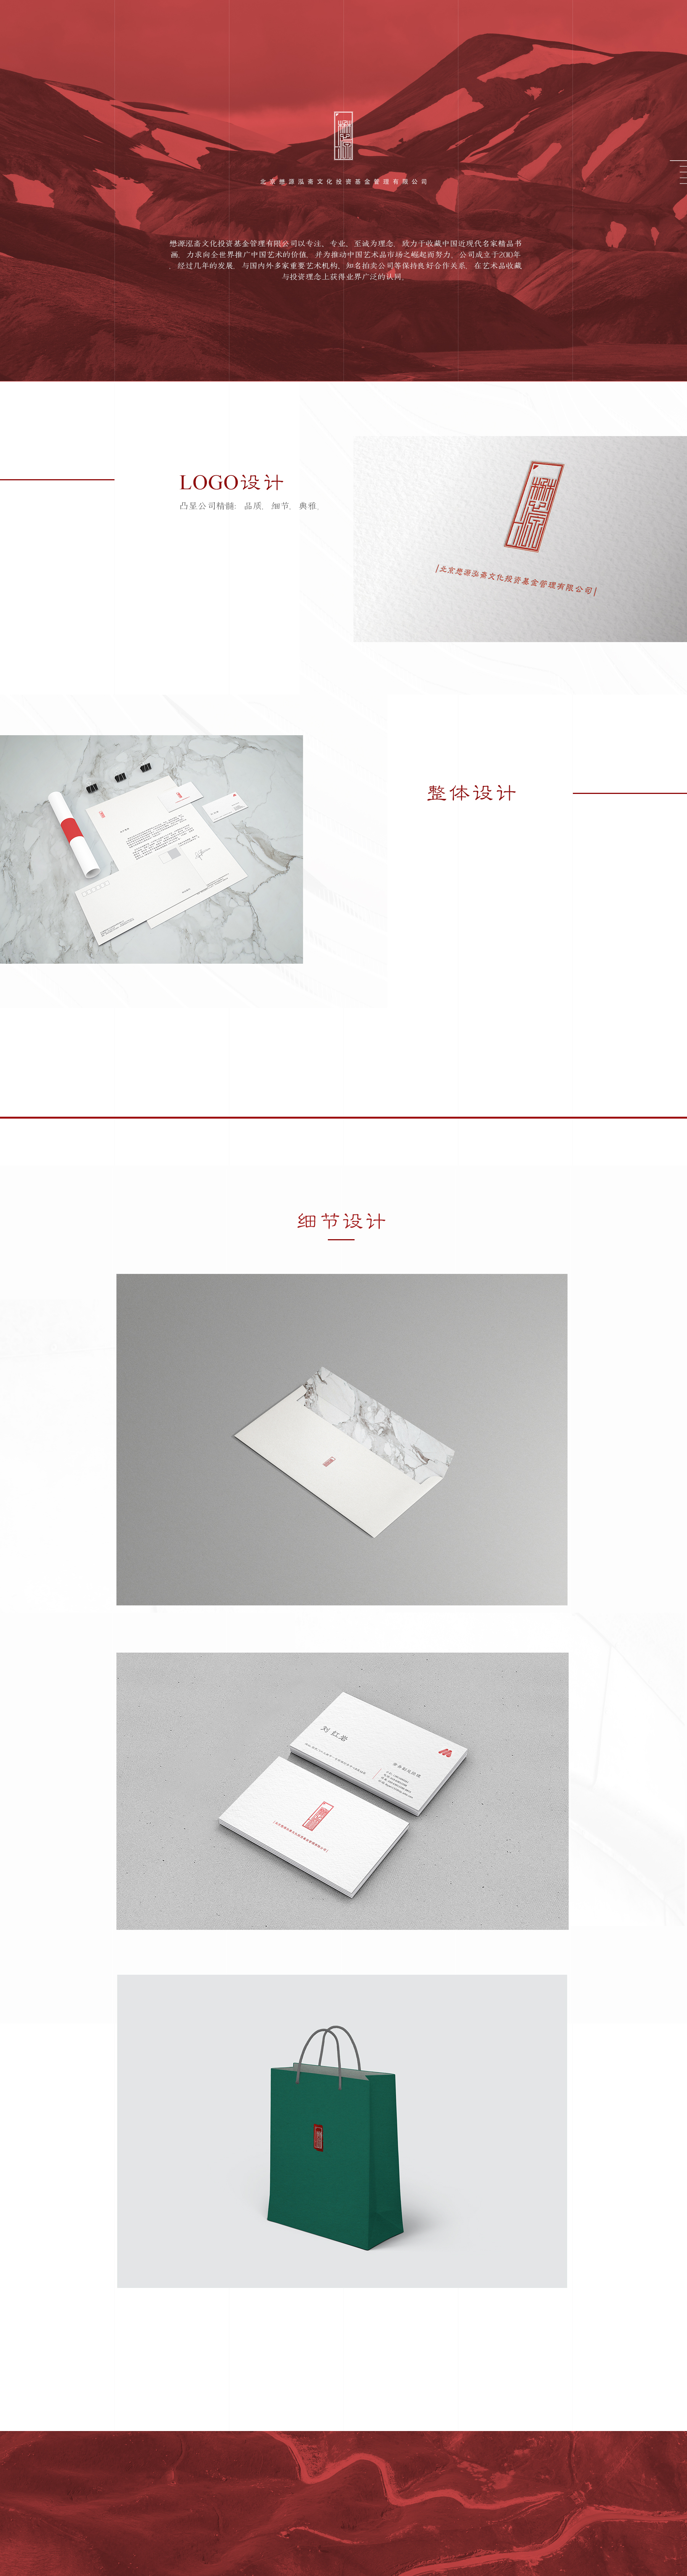 北京懋源泓斋文化投资基金管理有限公司
懋源泓斋文化投资基金管理有限公司以专注、专业、至诚为理念，致力于收藏中国近现代名家精品书
画，力求向全世界推广中国艺术的价值，并为推动中国艺术品市场之崛起而努力。公司成立于2010年
，经过几年的发展，与国内外多家重要艺术机构，知名拍卖公司等保持良好合作关系，在艺术品收藏
与投资理念上获得业界广泛的认同。
LOGO设计
凸显公司精髓：品质、细节、典雅。
懋源
北京懋源泓斋文化投资基金管理有限公司
整体设计
细节设计